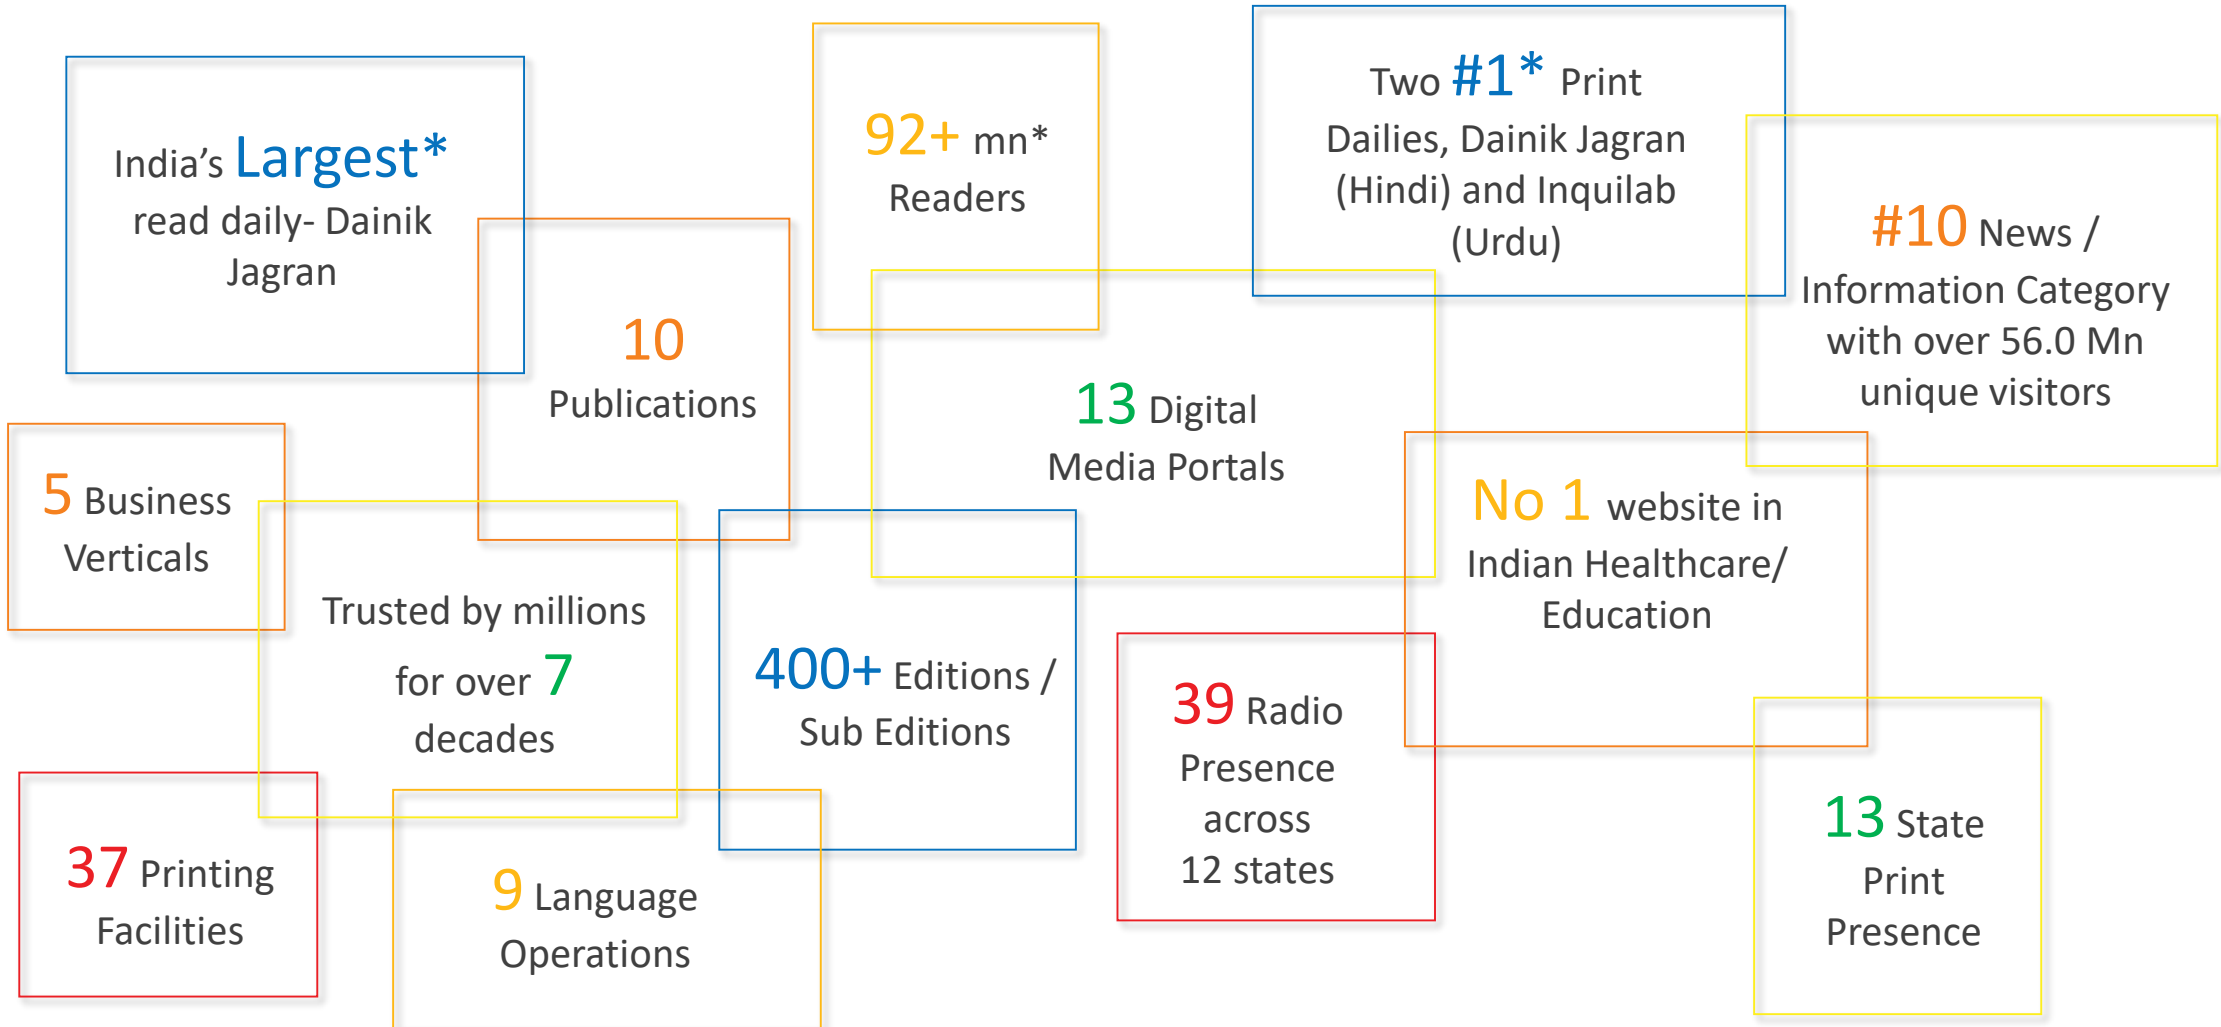 India’s Largest*
read daily- Dainik
Jagran
92+ mn*
Readers
Two #1* Print
Dailies, Dainik Jagran
(Hindi) and Inquilab
(Urdu)
#10 News /
Information Category
with over 56.0 Mn
unique visitors
10
Publications
13 Digital
Media Portals
5 Business
Verticals
No 1 website in
Indian Healthcare/
Education
Trusted by millions
for over 7
decades
400+ Editions /
Sub Editions
39 Radio
Presence
across
12 states
13 State
Print
Presence
37 Printing
Facilities
9 Language
Operations